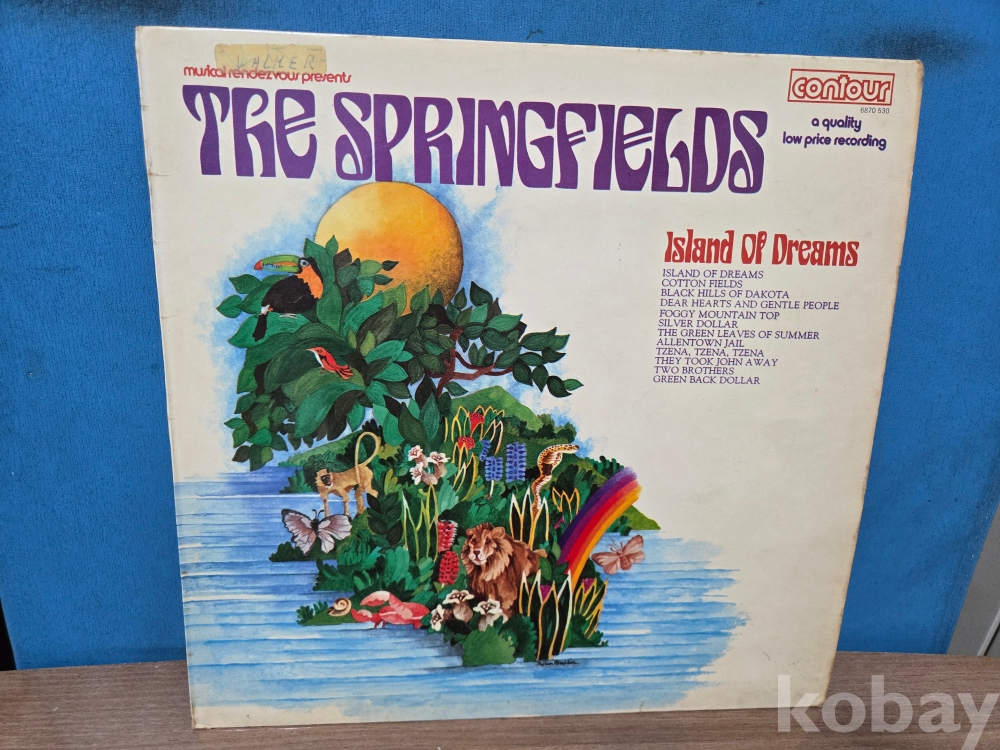 WALHER
musical rendezvous presents
THE SPRINGFIELDS
contour
6870 530
a quality
low price recording
Island Of Dreams
ISLAND OF DREAMS
COTTON FIELDS
BLACK HILLS OF DAKOTA
DEAR HEARTS AND GENTLE PEOPLE
FOGGY MOUNTAIN TOP
SILVER DOLLAR
THE GREEN LEAVES OF SUMMER
ALLENTOWN JAIL
TZENA, TZENA, TZENA
THEY TOOK JOHN AWAY
TWO BROTHERS
GREEN BACK DOLLAR
kobay